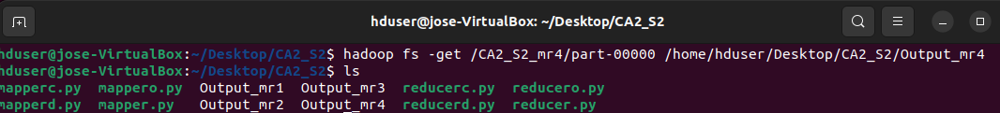 hduser@jose-VirtualBox: ~/Desktop/CA2_S2
hduser@jose-VirtualBox:~/Desktop/CA2_S2$ hadoop fs -get /CA2_S2_mr4/part-00000 /home/hduser/Desktop/CA2_S2/Output_mr4
hduser@jose-VirtualBox:~/Desktop/CA2_S2$ ls
mapperc.py mappero.py Output_mr1 Output_mr3 reducerc.py reducero.py
mapperd.py mapper.py Output_mr2 Output_mr4 reducerd.py reducer.py